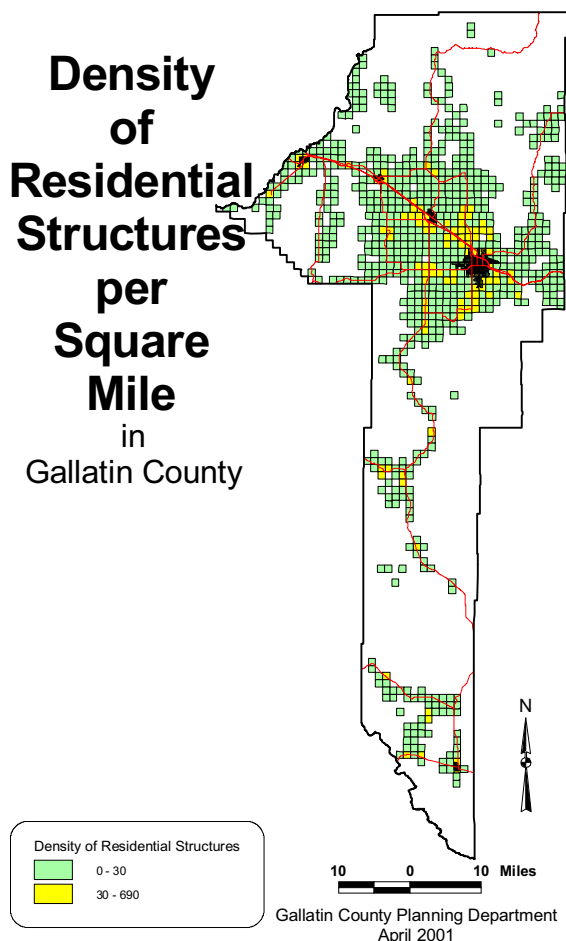 Density
of
Residential
Structures
per
Square
Mile
in
Gallatin County
N
Density of Residential Structures
0 - 30
30 - 690
10 0 10 Miles
Gallatin County Planning Department
April 2001